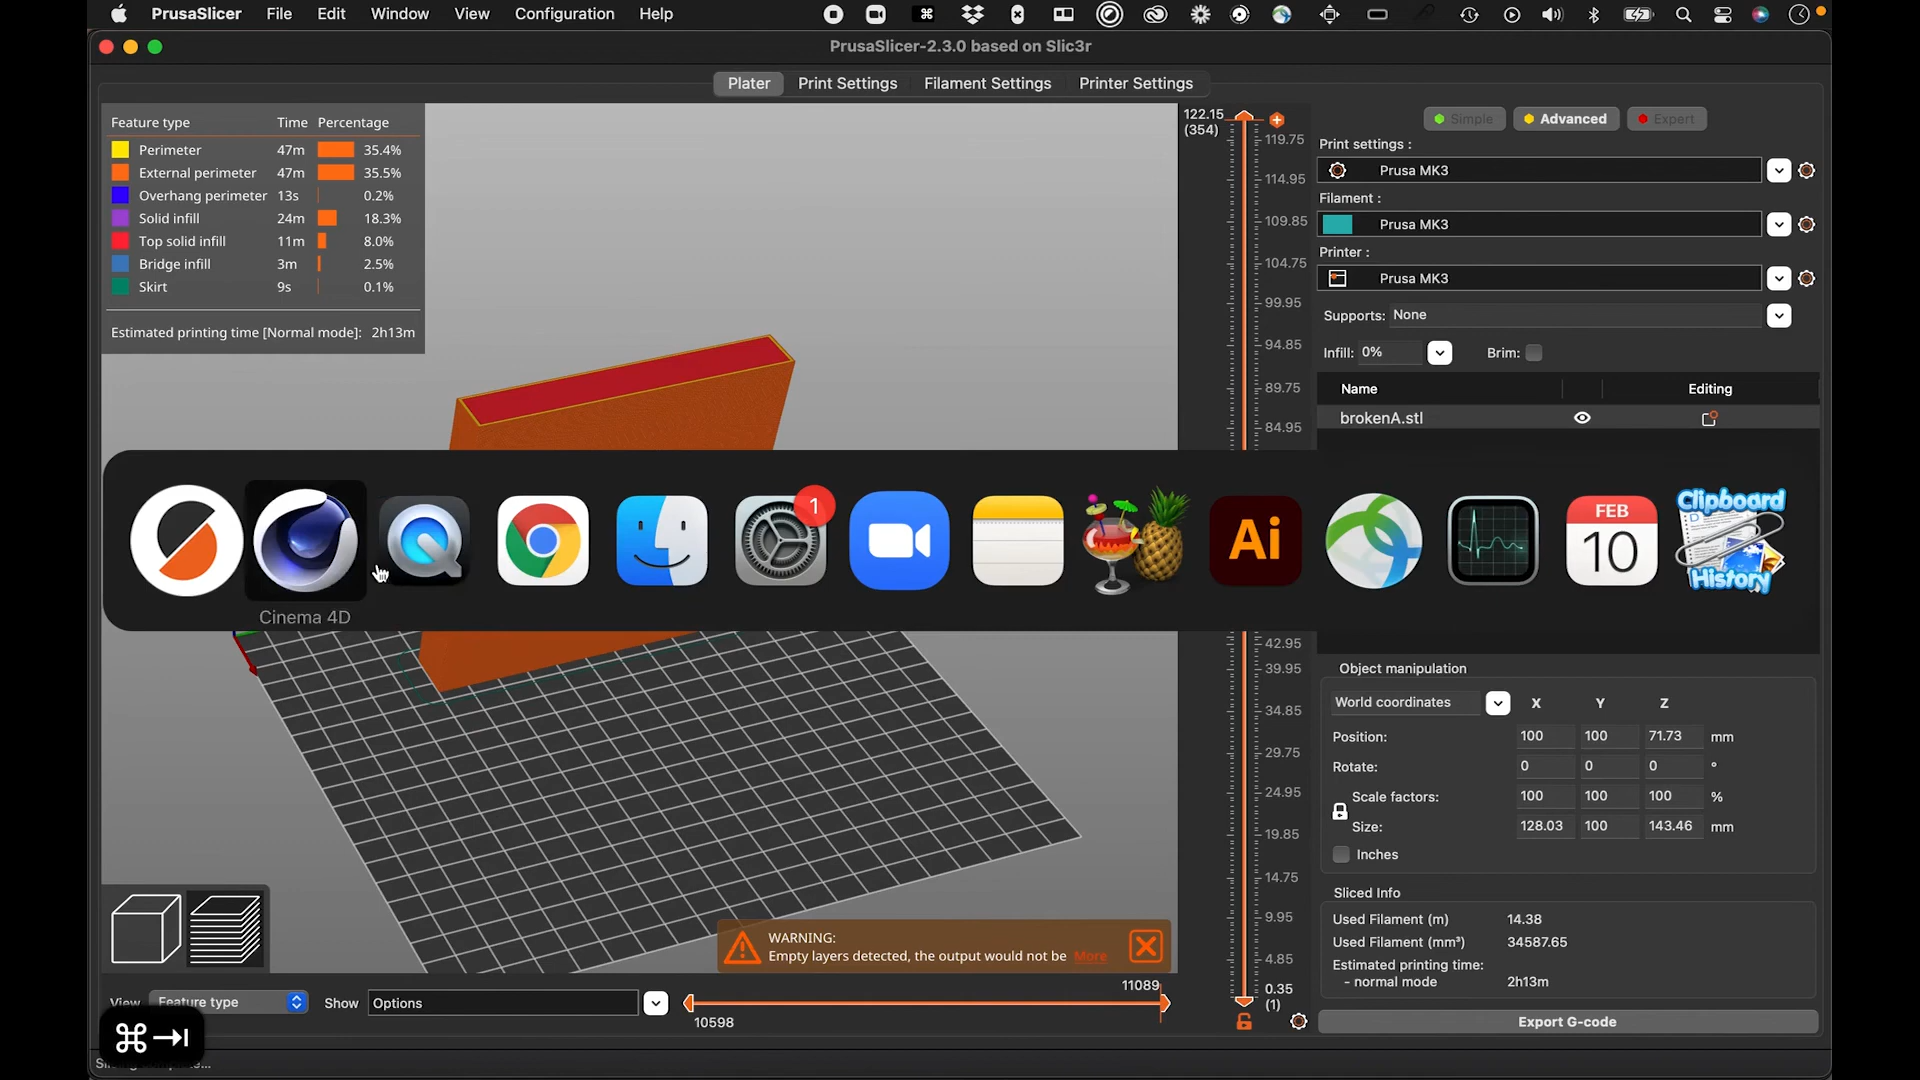 PrusaSlicer File Edit Window View Configuration Help
PrusaSlicer-2.3.0 based on Slic3r
Plater Print Settings Filament Settings Printer Settings
Feature type Time Percentage
Perimeter 47m 35.4%
External perimeter 47m 35.5%
Overhang perimeter 13s 0.2%
Solid infill 24m 18.3%
Top solid infill 11m 8.0%
Bridge infill 3m 2.5%
Skirt 9s 0.1%
Estimated printing time [Normal mode]: 2h13m
122.15
(354)
119.75
114.95
109.85
104.75
99.95
94.85
89.75
84.95
42.95
39.95
34.85
29.75
24.95
19.85
14.75
9.95
4.85
0.35
(1)
Simple Advanced Expert
Print settings :
Prusa MK3
Filament :
Prusa MK3
Printer :
Prusa MK3
Supports: None
Infill: 0% Brim:
Name Editing
brokenA.stl
1
Ai
FEB
10
Clipboard
History
Cinema 4D
Object manipulation
World coordinates X Y Z
Position: 100 100 71.73 mm
Rotate: 0 0 0 °
Scale factors: 100 100 100 %
Size: 128.03 100 143.46 mm
Inches
Sliced Info
Used Filament (m) 14.38
Used Filament (mm³) 34587.65
Estimated printing time:
- normal mode 2h13m
Export G-code
WARNING:
Empty layers detected, the output would not be More
View Feature type Show Options
11089
10598
⌘⇥